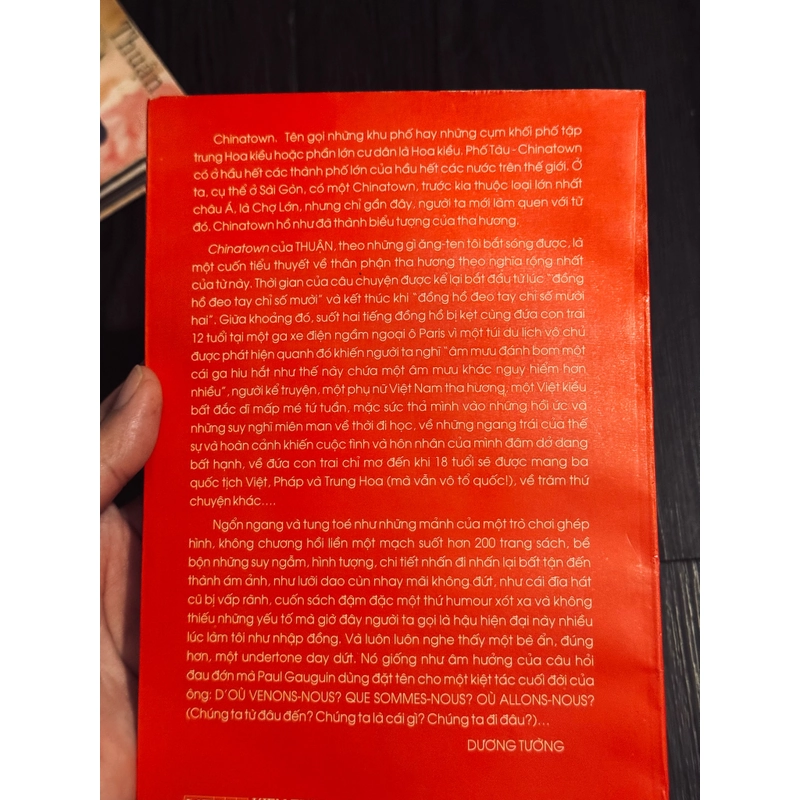 Thuận
Chinatown. Tên gọi những khu phố hay những cụm khối phố tập
trung Hoa kiều hoặc phần lớn cư dân là Hoa kiều. Phố Tàu - Chinatown
có ở hầu hết các thành phố lớn của hầu hết các nước trên thế giới. Ở
ta, cụ thể ở Sài Gòn, có một Chinatown, trước kia thuộc loại lớn nhất
châu Á, là Chợ Lớn, nhưng chỉ gần đây, người ta mới làm quen với từ
đó. Chinatown hồ như đã thành biểu tượng của tha hương.
Chinatown của THUẬN, theo những gì ăng-ten tôi bắt sóng được, là
một cuốn tiểu thuyết về thân phận tha hương theo nghĩa rộng nhất
của từ này. Thời gian của câu chuyện được kể lại bắt đầu từ lúc "đồng
hồ đeo tay chỉ số mười" và kết thúc khi "đồng hồ đeo tay chỉ số mười
hai". Giữa khoảng đó, suốt hai tiếng đồng hồ bị kẹt cùng đứa con trai
12 tuổi tại một ga xe điện ngầm ngoại ô Paris vì một túi du lịch vô chủ
được phát hiện quanh đó khiến người ta nghĩ "âm mưu đánh bom một
cái ga hiu hắt như thế này chứa một âm mưu khác nguy hiểm hơn
nhiều", người kể truyện, một phụ nữ Việt Nam tha hương, một Việt kiều
bất đắc dĩ mấp mé tứ tuần, mặc sức thả mình vào những hồi ức và
những suy nghĩ miên man về thời đi học, về những ngang trái của thế
sự và hoàn cảnh khiến cuộc tình và hôn nhân của mình đâm dở dang
bất hạnh, về đứa con trai chỉ mơ đến khi 18 tuổi sẽ được mang ba
quốc tịch Việt, Pháp và Trung Hoa (mà vẫn vô tổ quốc!), về trăm thứ
chuyện khác....
Ngổn ngang và tung toé như những mảnh của một trò chơi ghép
hình, không chương hồi liền một mạch suốt hơn 200 trang sách, bề
bộn những suy ngẫm, hình tượng, chi tiết nhấn đi nhấn lại bất tận đến
thành ám ảnh, như lưỡi dao cùn nhay mãi không đứt, như cái đĩa hát
cũ bị vấp rãnh, cuốn sách đậm đặc một thứ humour xót xa và không
thiếu những yếu tố mà giờ đây người ta gọi là hậu hiện đại này nhiều
lúc làm tôi như nhập đồng. Và luôn luôn nghe thấy một bè ẩn, đúng
hơn, một undertone day dứt. Nó giống như âm hưởng của câu hỏi
đau đớn mà Paul Gauguin dùng đặt tên cho một kiệt tác cuối đời của
ông: D'OÙ VENONS-NOUS? QUE SOMMES-NOUS? OÙ ALLONS-NOUS?
(Chúng ta từ đâu đến? Chúng ta là cái gì? Chúng ta đi đâu?)...
DƯƠNG TƯỜNG